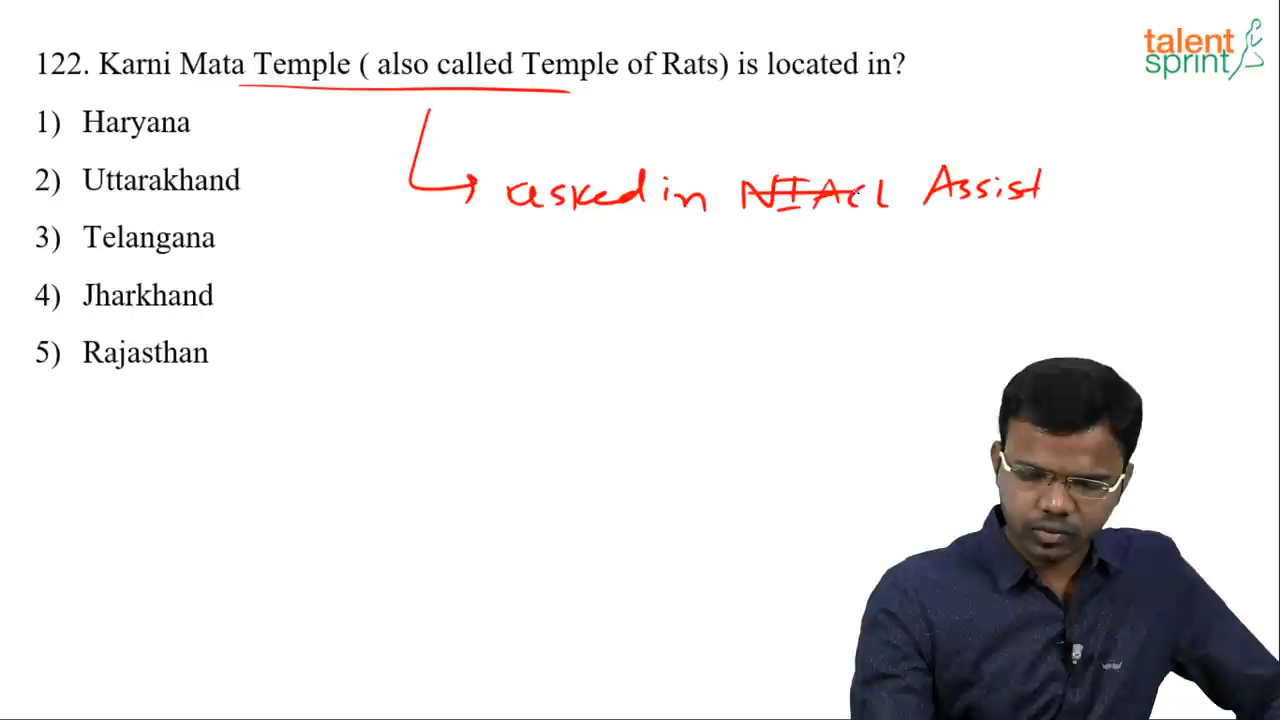 talent
sprint
122. Karni Mata Temple ( also called Temple of Rats) is located in?
1) Haryana
2) Uttarakhand
3) Telangana
4) Jharkhand
5) Rajasthan
asked in NIACL Assist